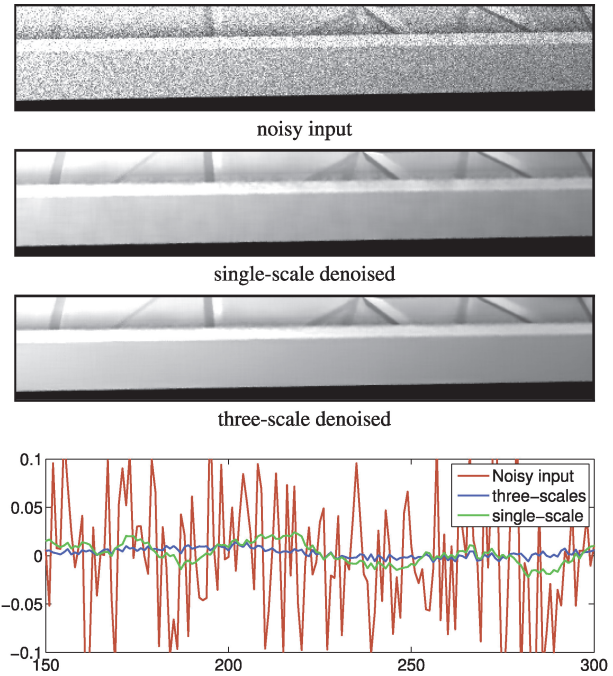 noisy input
single-scale denoised
three-scale denoised
0.1
0.05
0
−0.05
−0.1
150
200
250
300
Noisy input
three−scales
single−scale